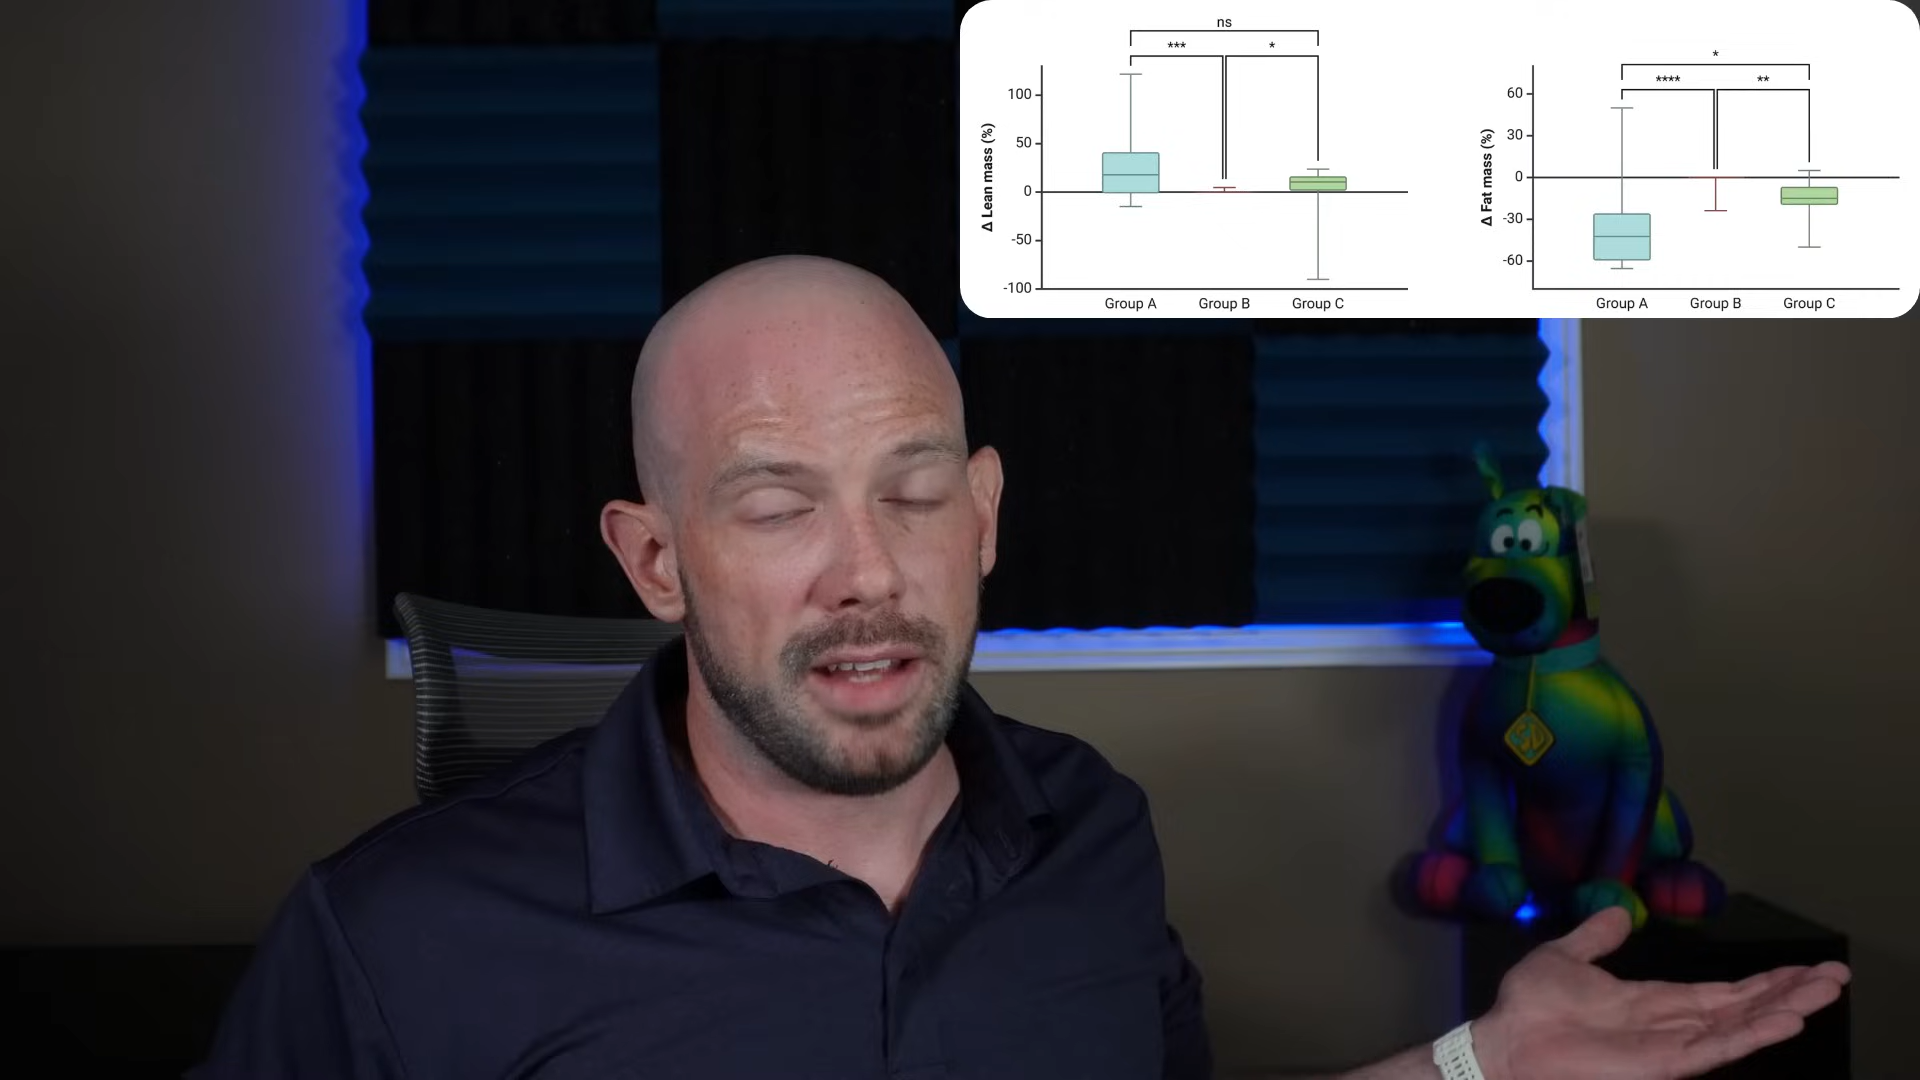 ns
*** *
100
50
0
-50
-100
Δ Lean mass (%)
Group A Group B Group C
*
**** **
60
30
0
-30
-60
Δ Fat mass (%)
Group A Group B Group C
SD